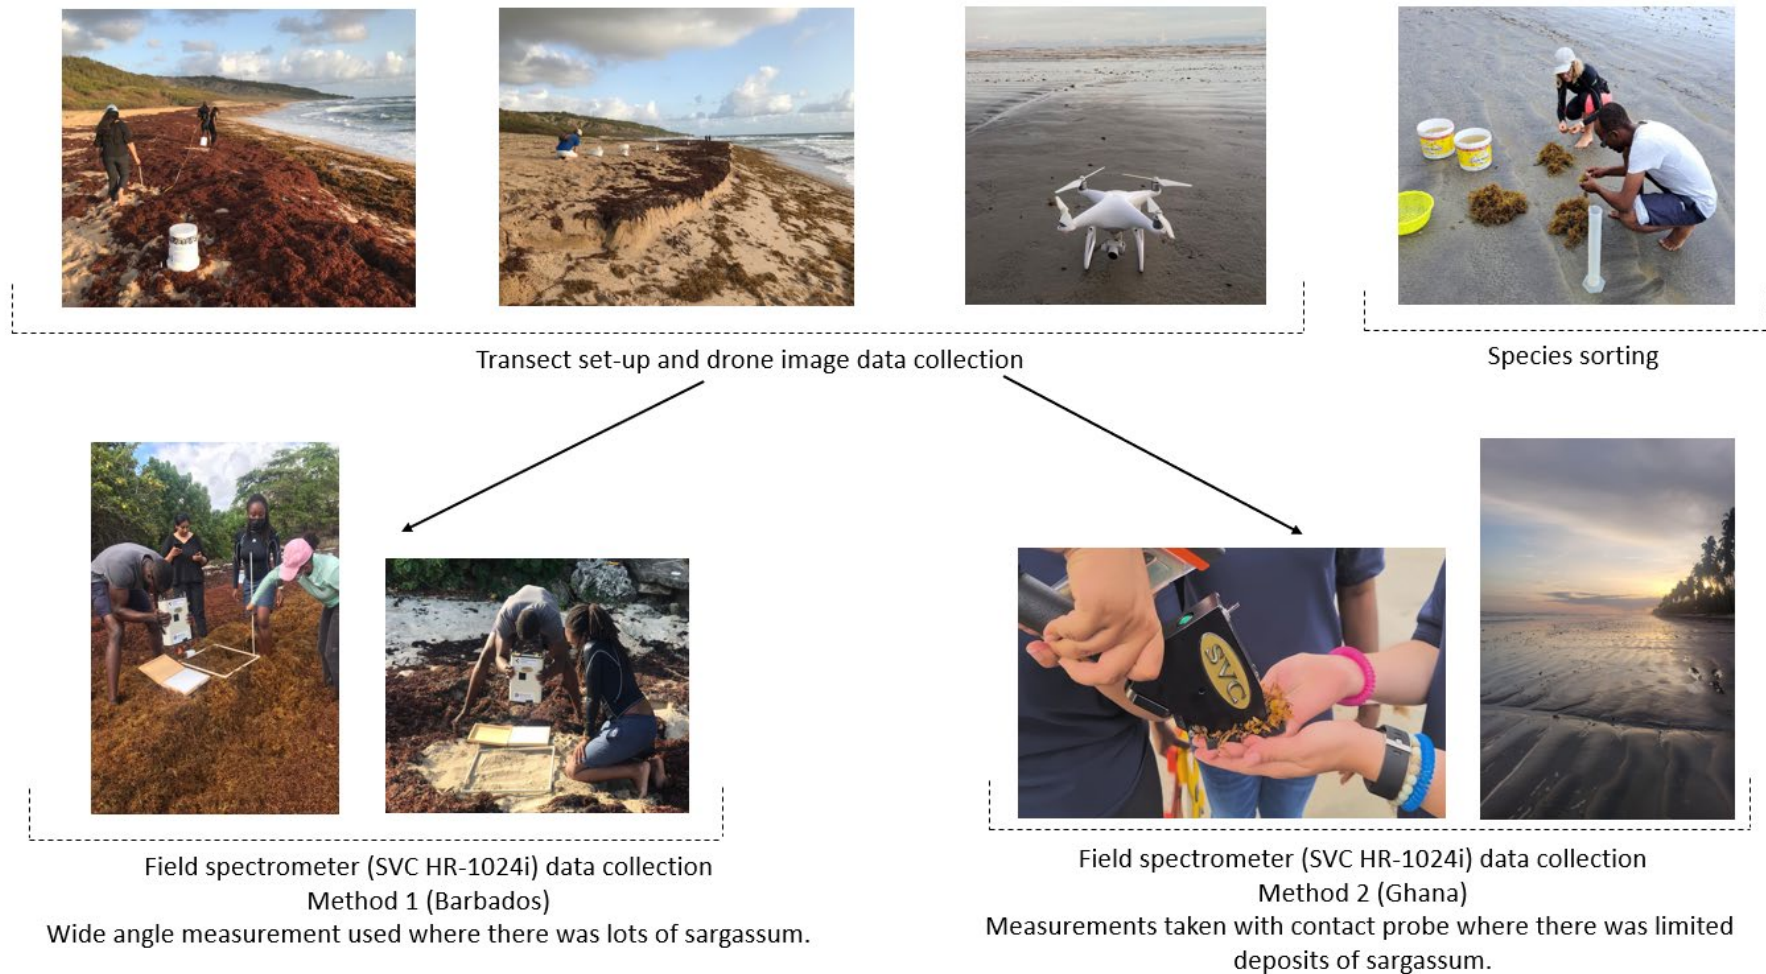 Transect set-up and drone image data collection
Species sorting
SVC
Field spectrometer (SVC HR-1024i) data collection
Method 1 (Barbados)
Wide angle measurement used where there was lots of sargassum.
Field spectrometer (SVC HR-1024i) data collection
Method 2 (Ghana)
Measurements taken with contact probe where there was limited
deposits of sargassum.